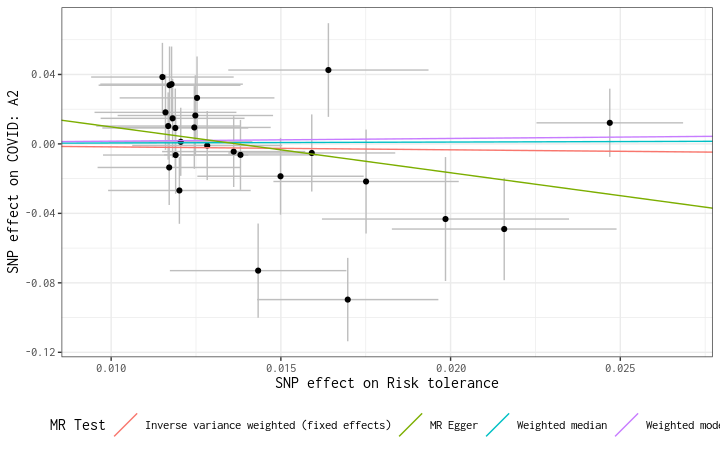 SNP effect on COVID: A2
0.04
0.00
-0.04
-0.08
-0.12
0.010 0.015 0.020 0.025
SNP effect on Risk tolerance
MR Test Inverse variance weighted (fixed effects) MR Egger Weighted median Weighted mode